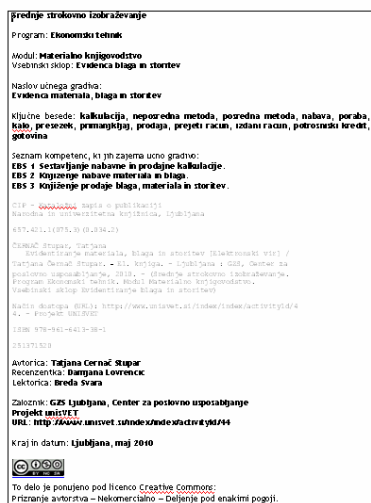 Srednje strokovno izobraževanje
Program: Ekonomski tehnik
Modul: Materialno knjigovodstvo
Vsebinski sklop: Evidenca blaga in storitev
Naslov učnega gradiva:
Evidenca materiala, blaga in storitev
Ključne besede: kalkulacija, neposredna metoda, posredna metoda, nabava, poraba,
kalo, presežek, primanjkljaj, prodaja, prejeti račun, izdani račun, potrošniški kredit,
gotovina
Seznam kompetenc, ki jih zajema učno gradivo:
EBS 1 Sestavljanje nabavne in prodajne kalkulacije.
EBS 2 Knjiženje nabave materiala in blaga.
EBS 3 Knjiženje prodaje blaga, materiala in storitev.
CIP - Kataložni zapis o publikaciji
Narodna in univerzitetna knjižnica, Ljubljana
657.421.1(075.3)(0.034.2)
ČERNAČ Stupar, Tatjana
Evidentiranje materiala, blaga in storitev [Elektronski vir] /
Tatjana Černač Stupar. - El. knjiga. - Ljubljana : GZS, Center za
poslovno usposabljanje, 2010. - (Srednje strokovno izobraževanje.
Program Ekonomski tehnik. Modul Materialno knjigovodstvo.
Vsebinski sklop Evidentiranje blaga in storitev)
Način dostopa (URL): http://www.unisvet.si/index/index/activityId/4
4. - Projekt UNISVET
ISBN 978-961-6413-38-1
251371520
Avtorica: Tatjana Černač Stupar
Recenzentka: Damjana Lovrenčič
Lektorica: Breda Svara
Založnik: GZS Ljubljana, Center za poslovno usposabljanje
Projekt unisVET
URL: http://www.unisvet.si/index/index/activityId/44
Kraj in datum: Ljubljana, maj 2010
BY NC SA
To delo je ponujeno pod licenco Creative Commons:
Priznanje avtorstva – Nekomercialno – Deljenje pod enakimi pogoji.